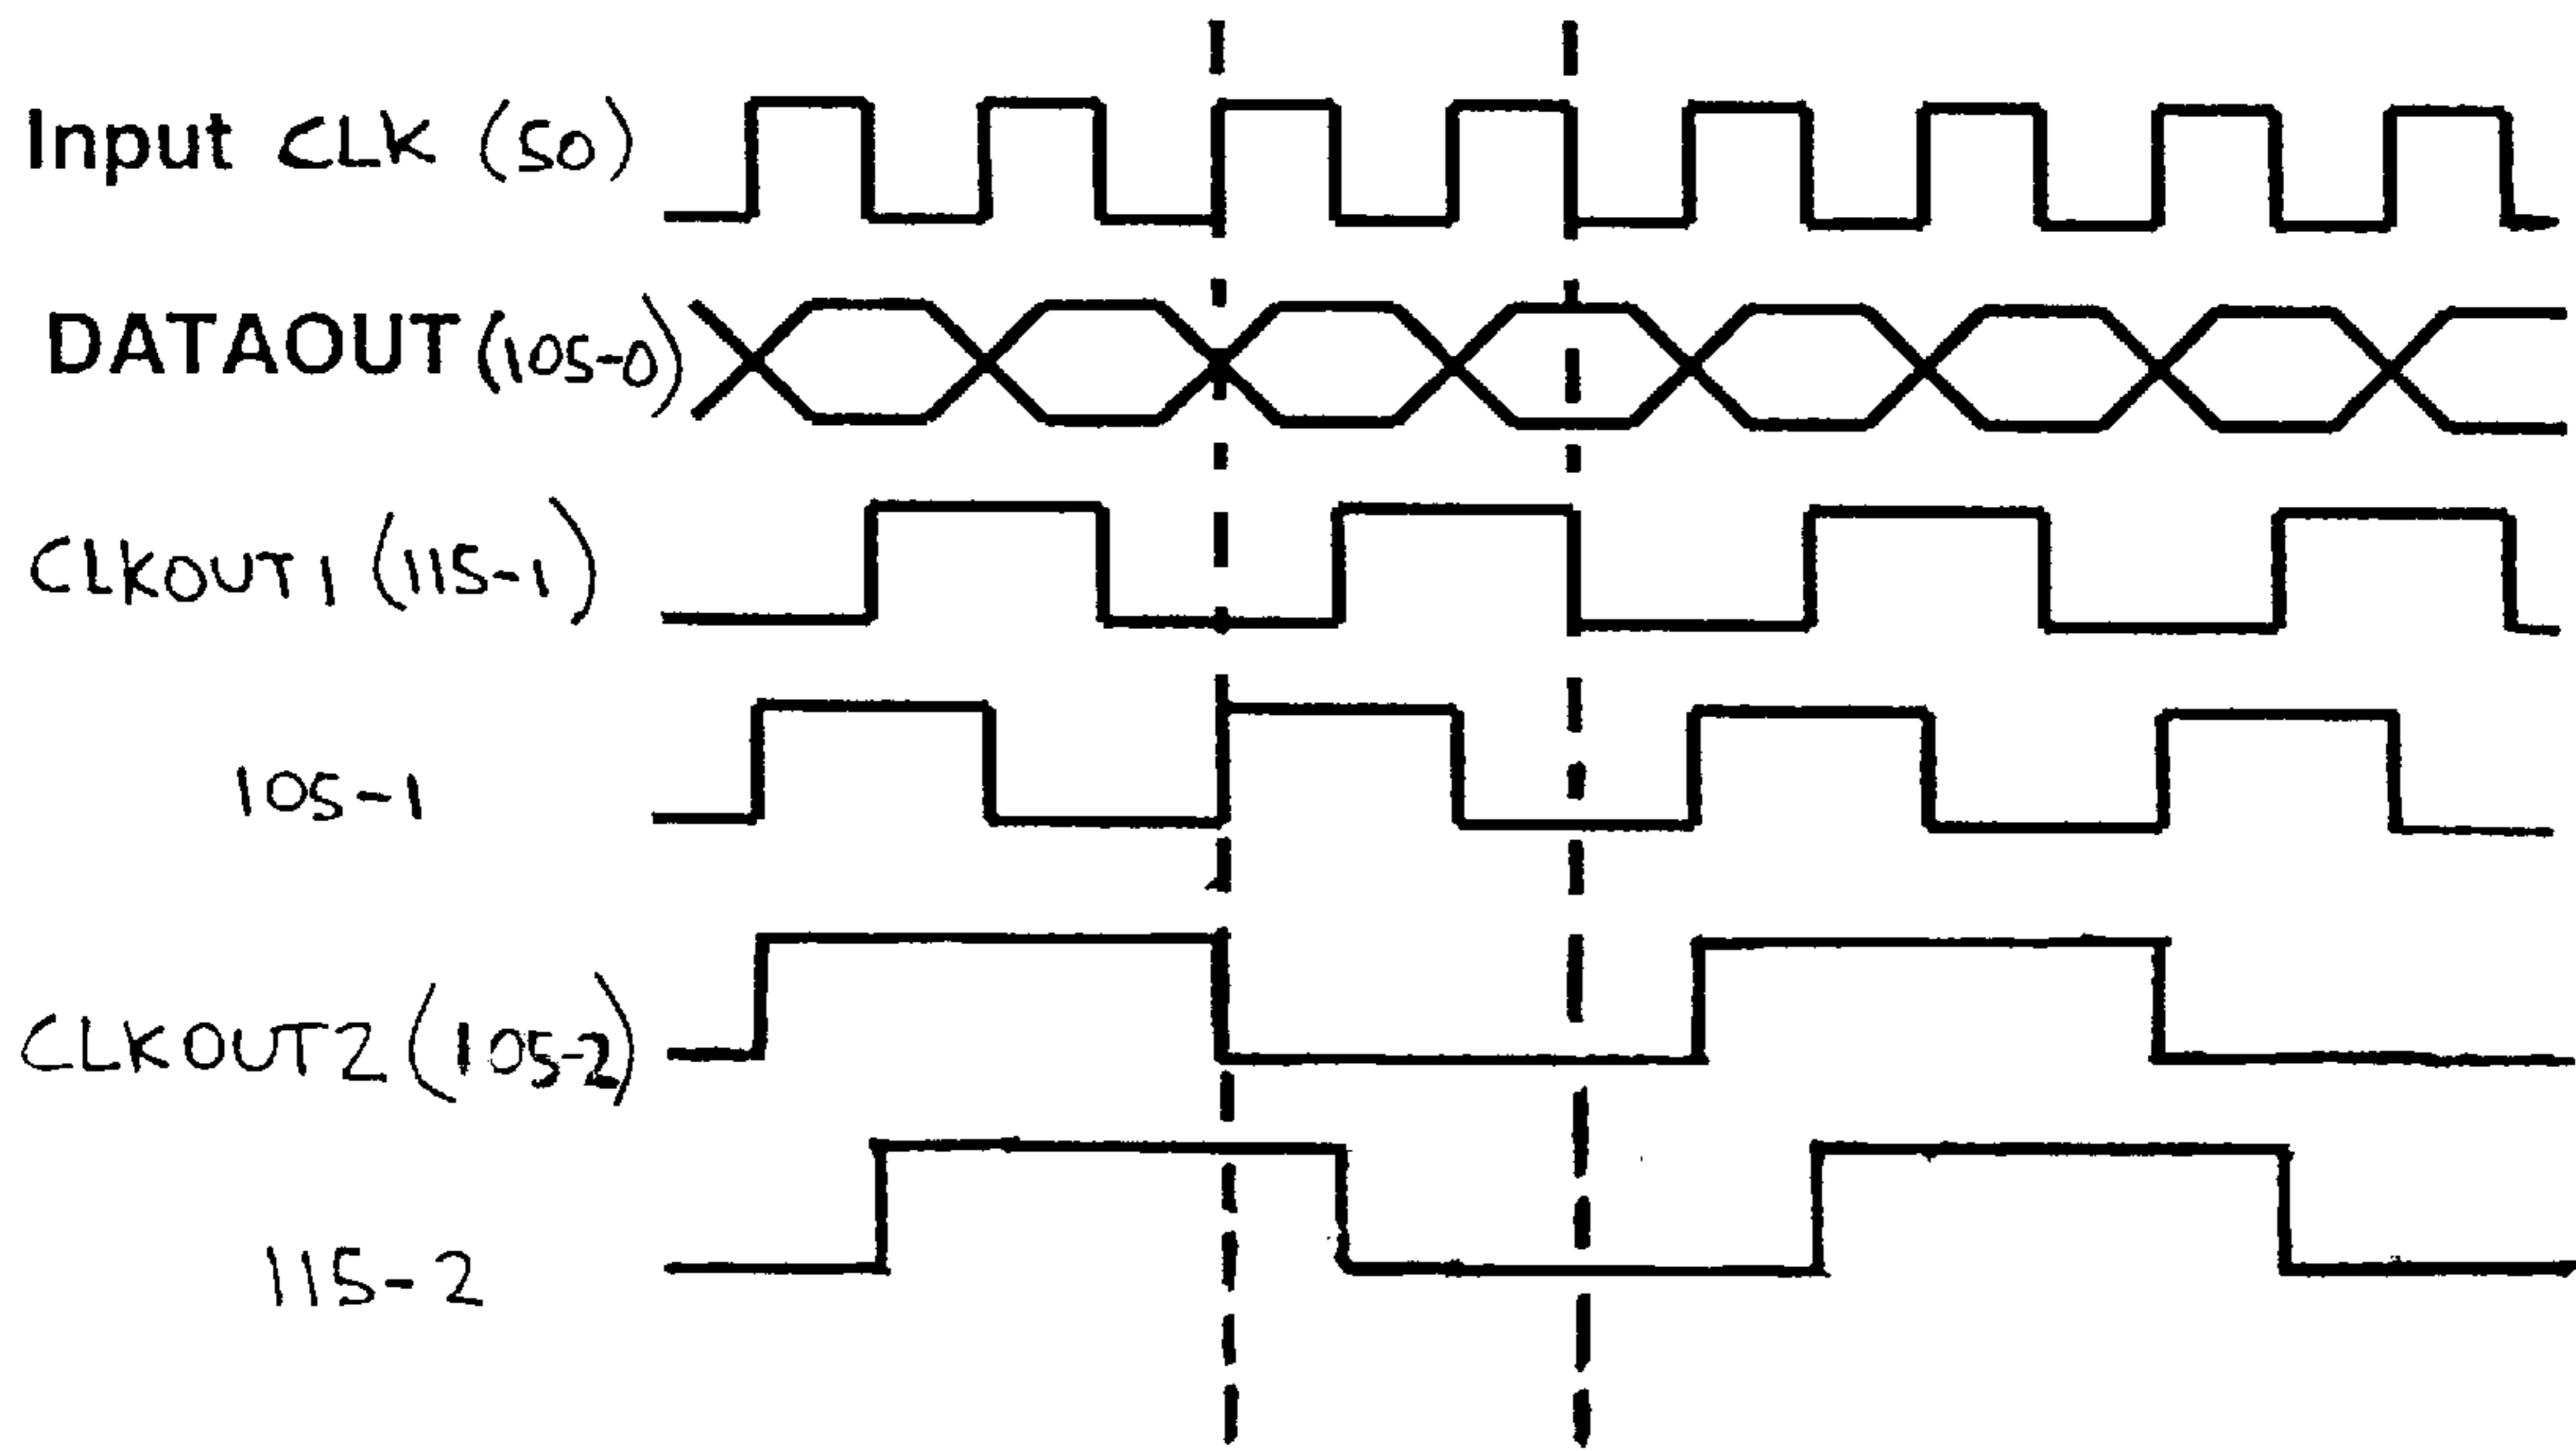 Input CLK (50)
DATAOUT (105-0)
CLKOUT1 (115-1)
105-1
CLKOUT2 (105-2)
115-2